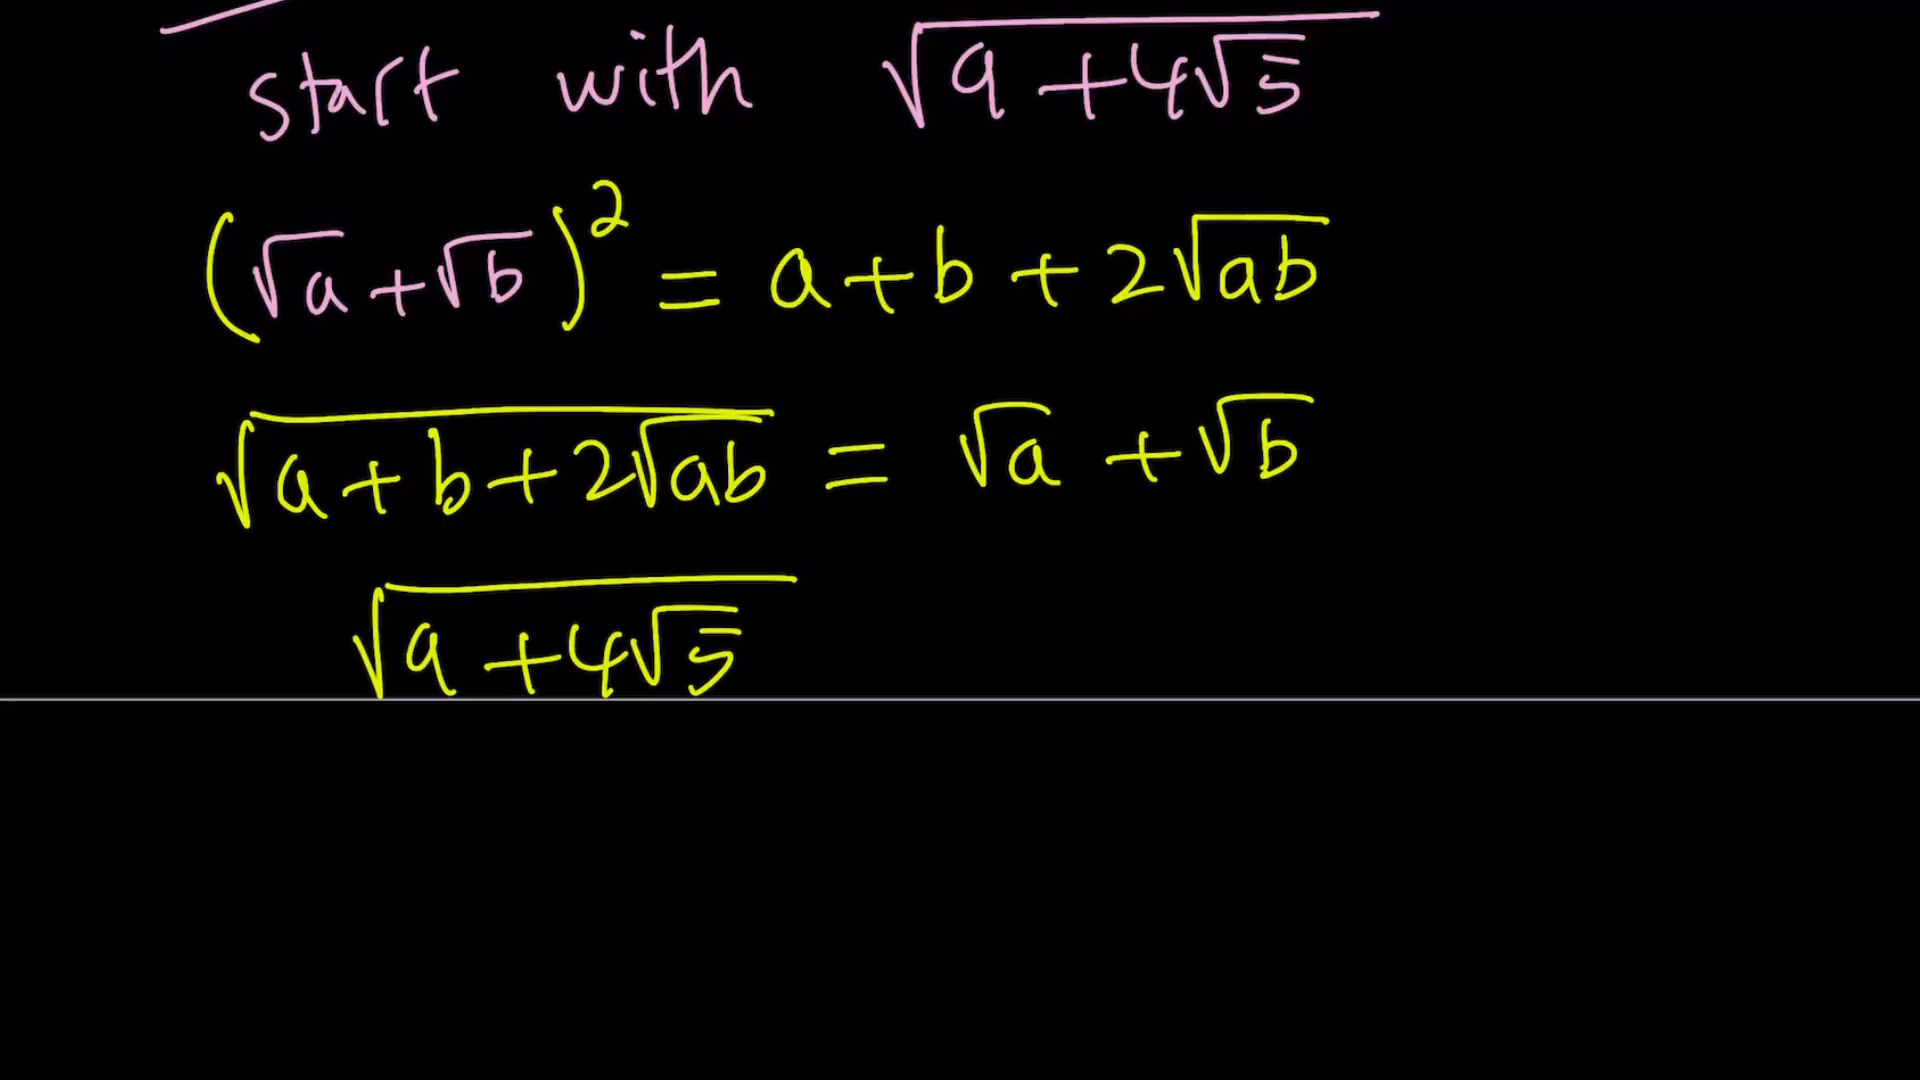 start with √(9 + 4√5)
(√a + √b)² = a + b + 2√(ab)
√(a + b + 2√(ab)) = √a + √b
√(9 + 4√5)